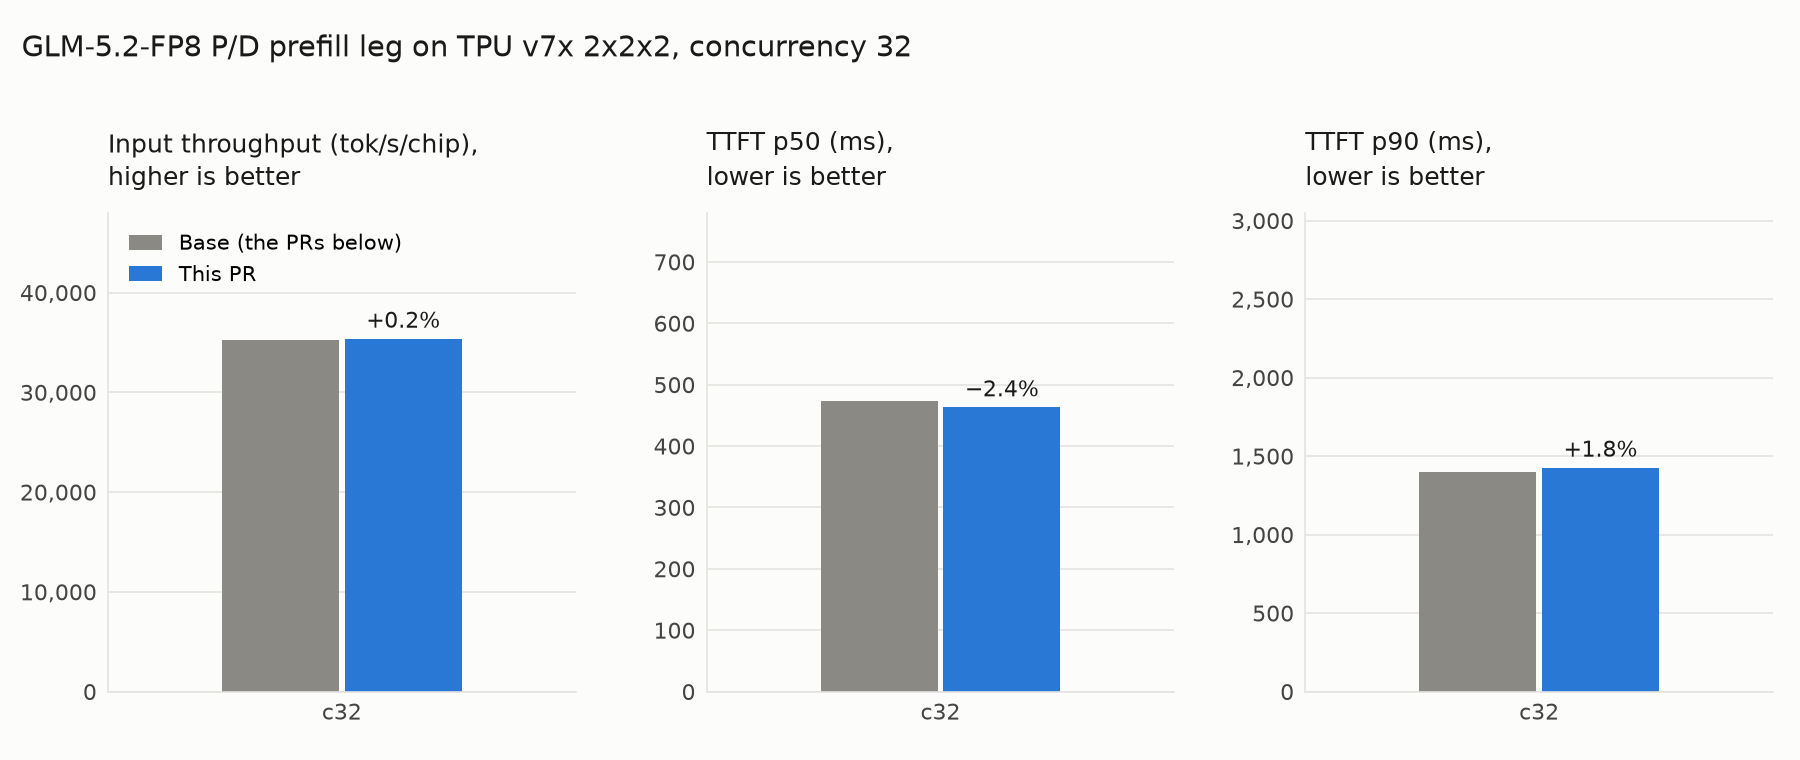 GLM-5.2-FP8 P/D prefill leg on TPU v7x 2x2x2, concurrency 32
Input throughput (tok/s/chip),
higher is better
Base (the PRs below)
This PR
40,000
30,000
20,000
10,000
0
+0.2%
c32
TTFT p50 (ms),
lower is better
700
600
500
400
300
200
100
0
−2.4%
c32
TTFT p90 (ms),
lower is better
3,000
2,500
2,000
1,500
1,000
500
0
+1.8%
c32